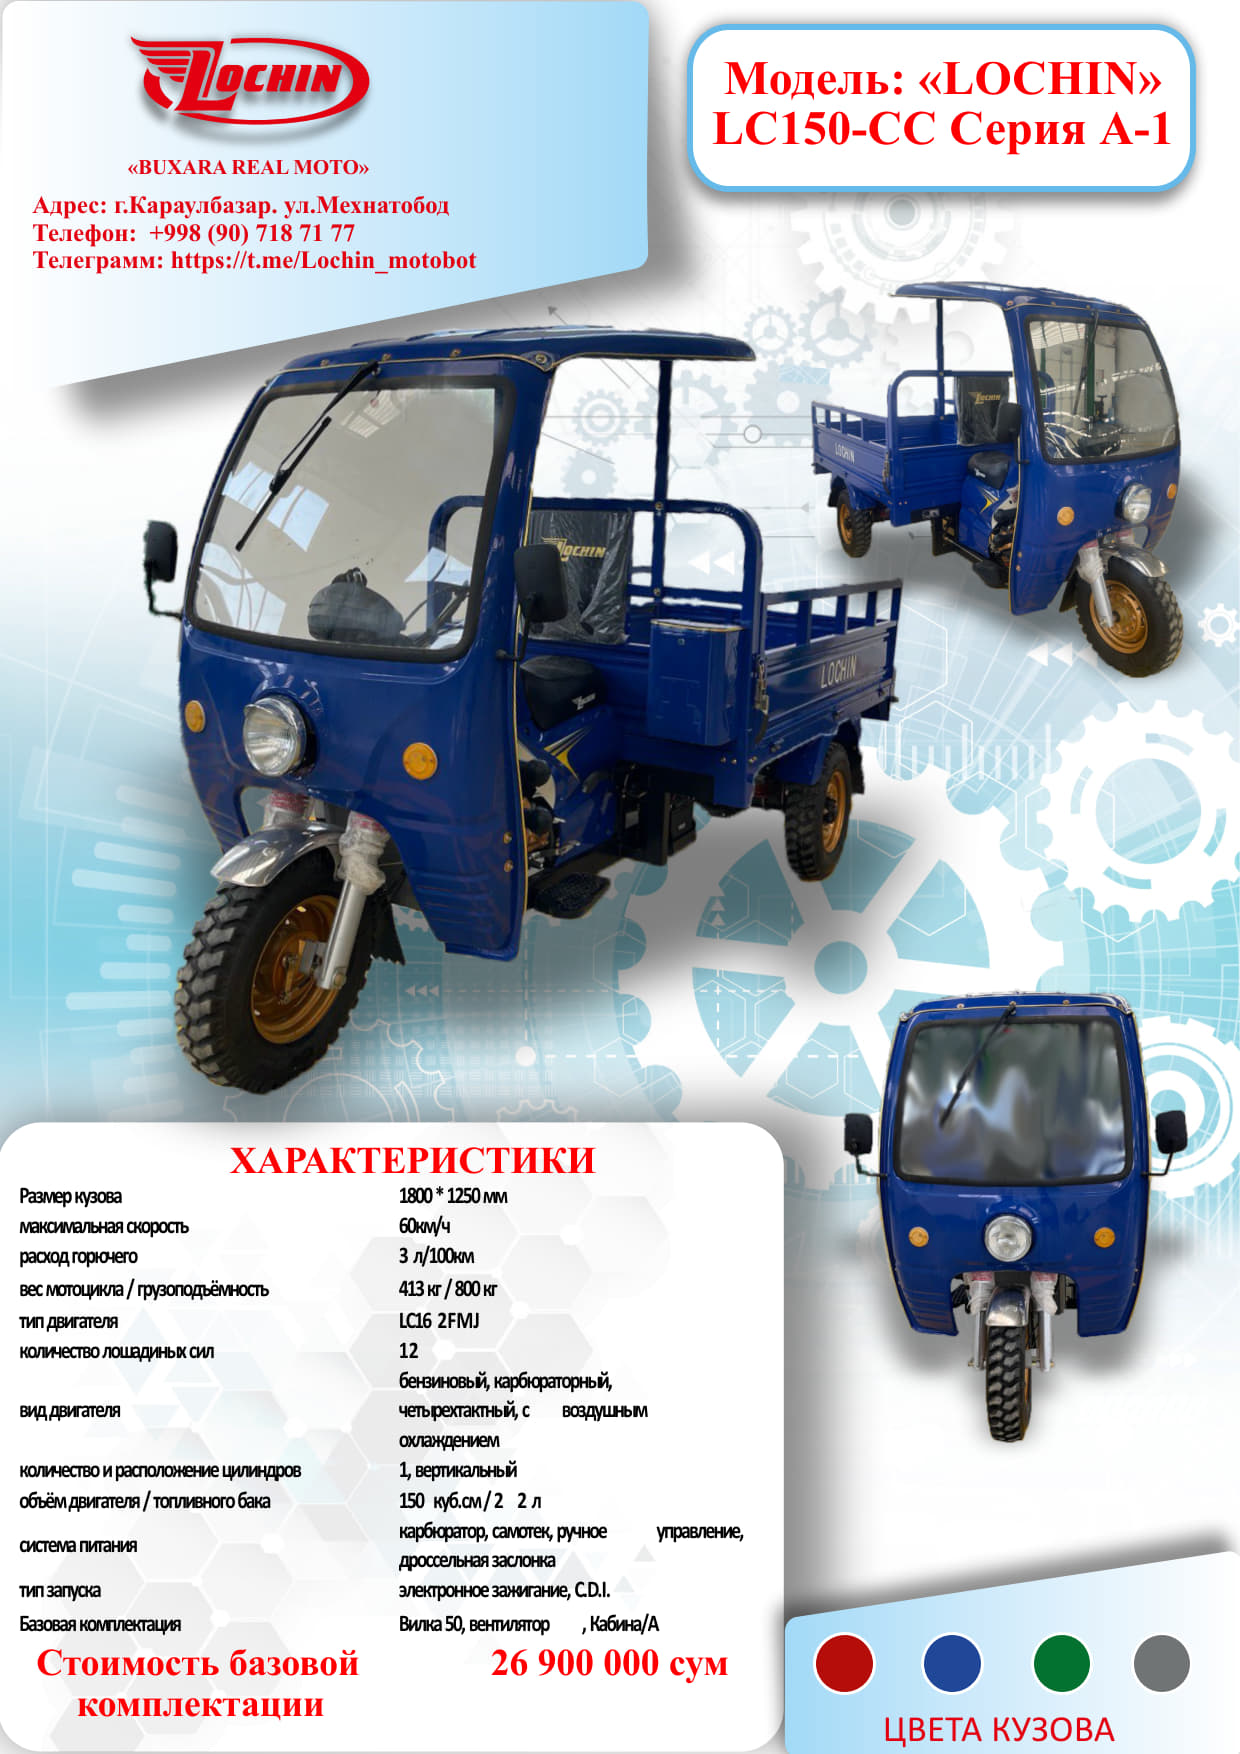 LOCHIN
«BUXARA REAL MOTO»
Адрес: г.Караулбазар. ул.Мехнатобод
Телефон: +998 (90) 718 71 77
Телеграмм: https://t.me/Lochin_motobot
Модель: «LOCHIN»
LC150-CC Серия А-1
LOCHIN
LOCHIN
LOCHIN
LOCHIN
LOCHIN
ХАРАКТЕРИСТИКИ
Размер кузова 1800 * 1250 мм
максимальная скорость 60км/ч
расход горючего 3 л/100км
вес мотоцикла / грузоподъёмность 413 кг / 800 кг
тип двигателя LC16 2FMJ
количество лошадиных сил 12
вид двигателя бензиновый, карбюраторный,
четырехтактный, с воздушным
охлаждением
количество и расположение цилиндров 1, вертикальный
объём двигателя / топливного бака 150 куб.см / 2 2 л
система питания карбюратор, самотек, ручное управление,
дроссельная заслонка
тип запуска электронное зажигание, C.D.I.
Базовая комплектация Вилка 50, вентилятор , Кабина/А
Стоимость базовой 26 900 000 сум
комплектации
ЦВЕТА КУЗОВА